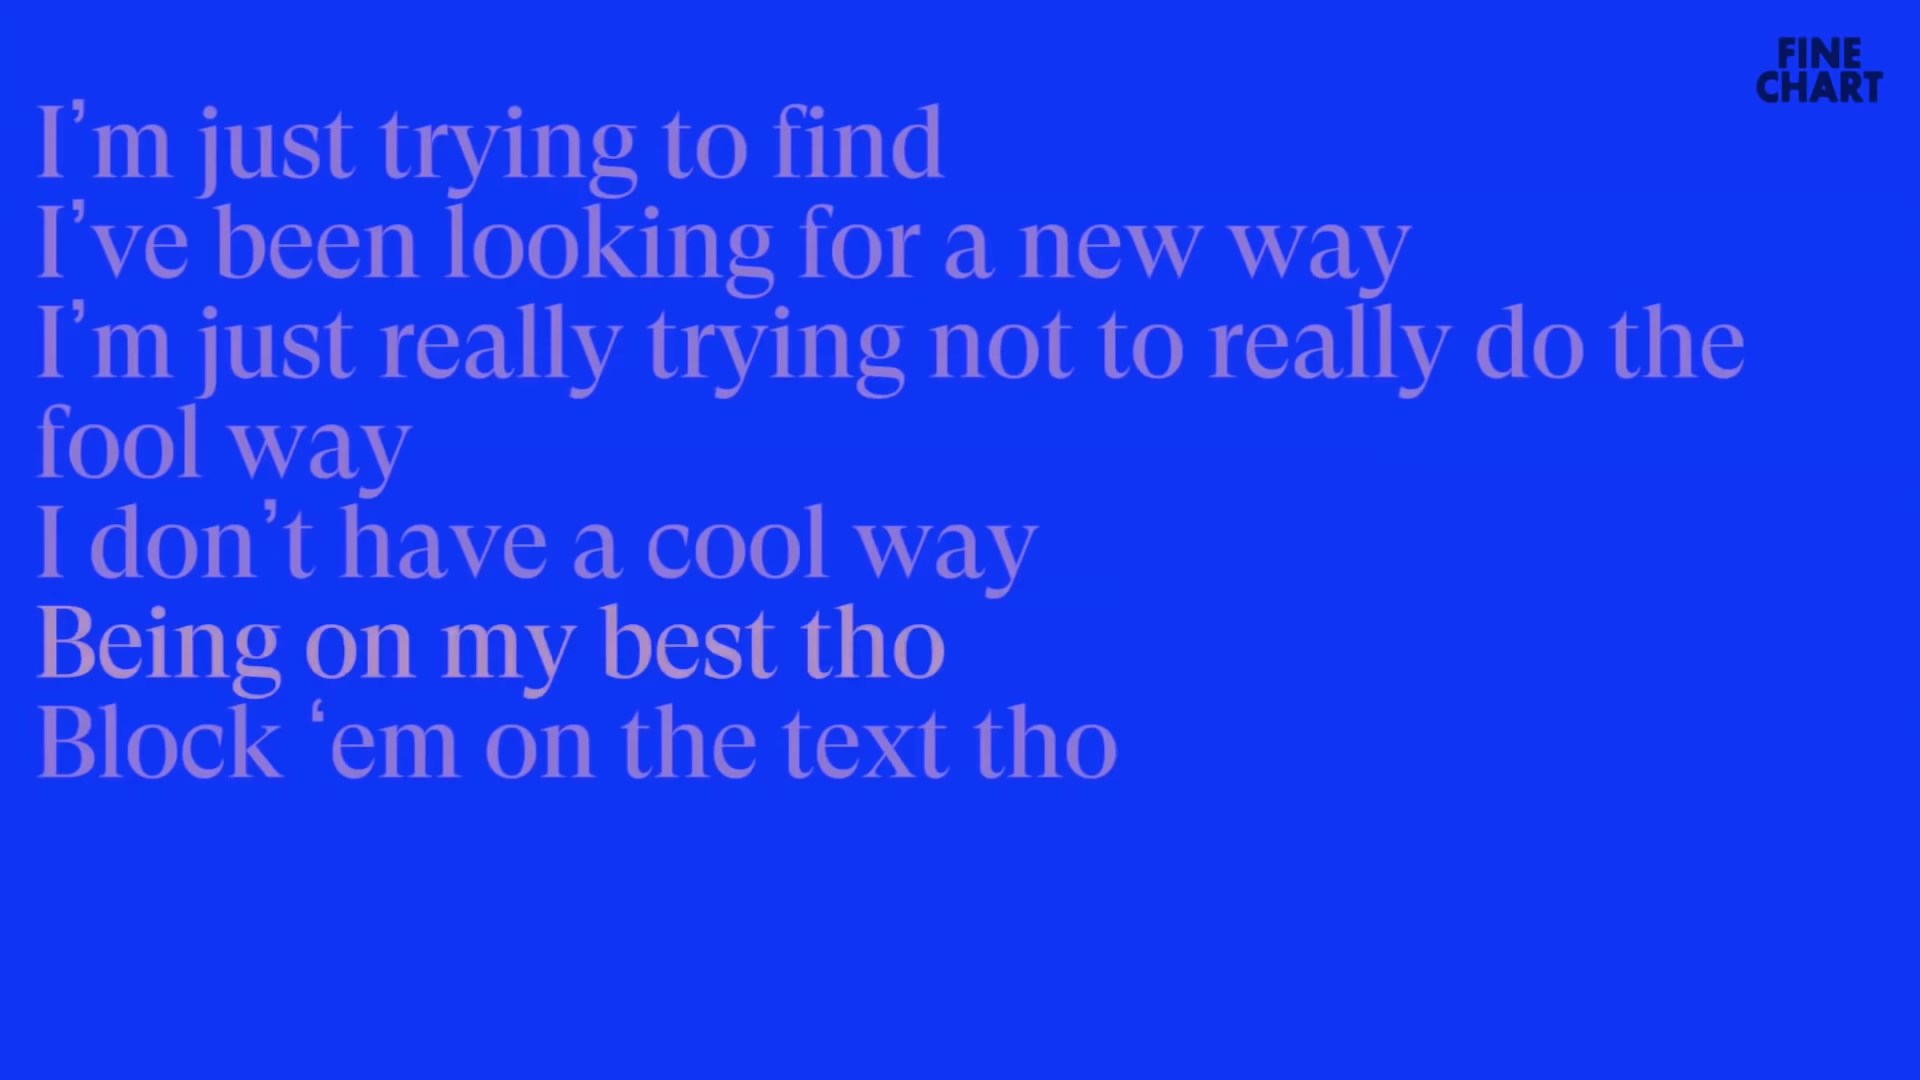 FINE
CHART
I’m just trying to find
I’ve been looking for a new way
I’m just really trying not to really do the
fool way
I don’t have a cool way
Being on my best tho
Block ‘em on the text tho